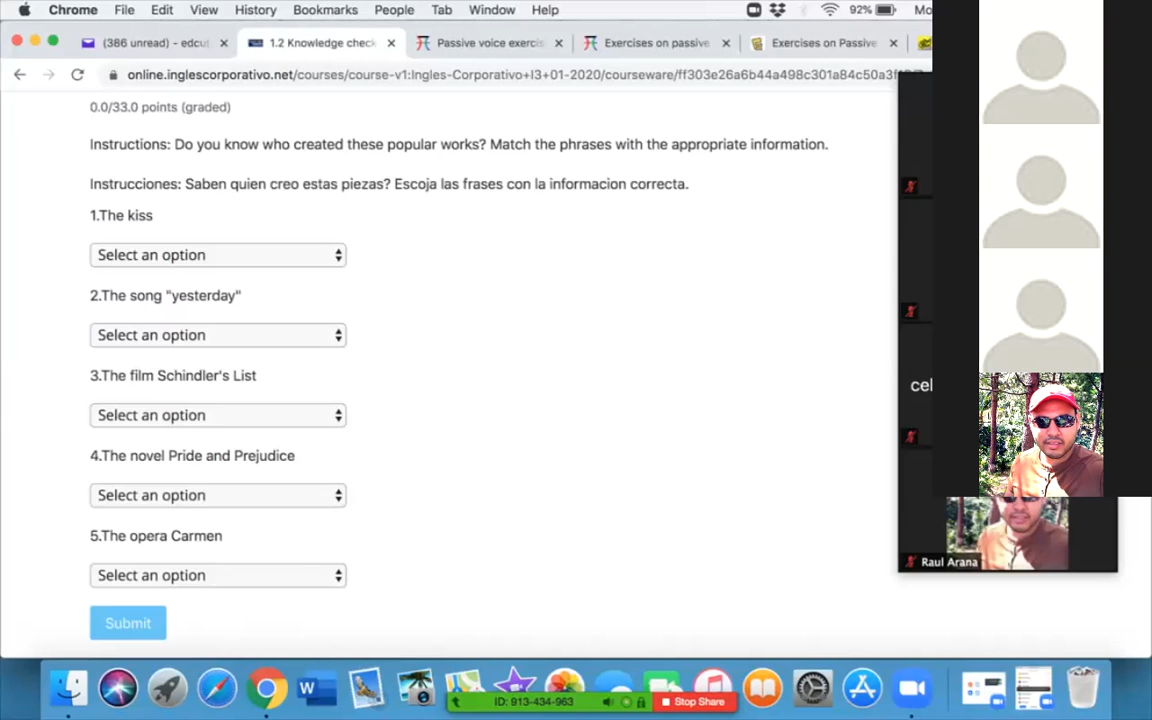 Chrome File Edit View History Bookmarks People Tab Window Help 92% Mo
(386 unread) - edcut × 1.2 Knowledge check × Passive voice exercis × Exercises on passive × Exercises on Passive ×
online.inglescorporativo.net/courses/course-v1:Ingles-Corporativo+I3+01-2020/courseware/ff303e26a6b44a498c301a84c50a3f
0.0/33.0 points (graded)
Instructions: Do you know who created these popular works? Match the phrases with the appropriate information.
Instrucciones: Saben quien creo estas piezas? Escoja las frases con la informacion correcta.
1.The kiss
Select an option
2.The song "yesterday"
Select an option
3.The film Schindler's List
Select an option
cel
4.The novel Pride and Prejudice
Select an option
5.The opera Carmen
Raul Arana
Select an option
Submit
W
ID: 913-434-963 Stop Share